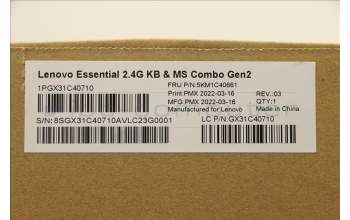 Lenovo Essential 2.4G KB & MS Combo Gen2
1PGX31C40710
FRU P/N:5KM1C40661
Print PMX 2022-03-16 REV.:03
MFG PMX 2022-03-16 QTY:1
Manufactured for Lenovo Made in China
S/N:8SGX31C40710AVLC23G0001 LC P/N:GX31C40710